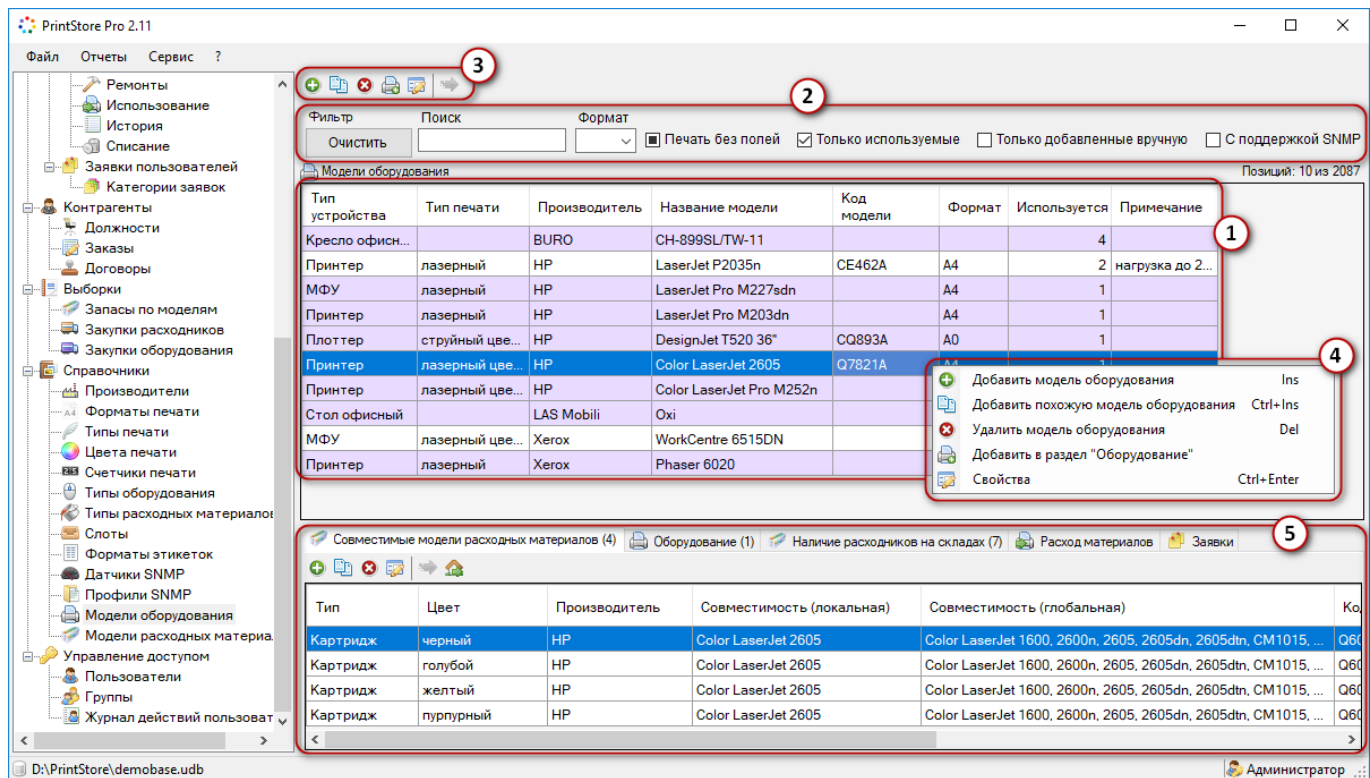 PrintStore Pro 2.11
Файл Отчеты Сервис ?
Ремонты
Использование
История
Списание
Заявки пользователей
Категории заявок
Контрагенты
Должности
Заказы
Договоры
Выборки
Запасы по моделям
Закупки расходников
Закупки оборудования
Справочники
Производители
A4 Форматы печати
Типы печати
Цвета печати
Счетчики печати
Типы оборудования
Типы расходных материалов
Слоты
Форматы этикеток
Датчики SNMP
Профили SNMP
Модели оборудования
Модели расходных материа
Управление доступом
Пользователи
Группы
Журнал действий пользоват
3
2
Фильтр Поиск Формат
Очистить Печать без полей Только используемые Только добавленные вручную С поддержкой SNMP
Модели оборудования Позиций: 10 из 2087
Тип устройства Тип печати Производитель Название модели Код модели Формат Используется Примечание
1
Кресло офисн... BURO CH-899SL/TW-11 4
Принтер лазерный HP LaserJet P2035n CE462A A4 2 нагрузка до 2...
МФУ лазерный HP LaserJet Pro M227sdn A4 1
Принтер лазерный HP LaserJet Pro M203dn A4 1
Плоттер струйный цве... HP DesignJet T520 36" CQ893A A0 1
Принтер лазерный цве... HP Color LaserJet 2605 Q7821A A4 1
Принтер лазерный цве... HP Color LaserJet Pro M252n
Стол офисный LAS Mobili Oxi
МФУ лазерный цве... Xerox WorkCentre 6515DN
Принтер лазерный Xerox Phaser 6020
4
Добавить модель оборудования Ins
Добавить похожую модель оборудования Ctrl+Ins
Удалить модель оборудования Del
Добавить в раздел "Оборудование"
Свойства Ctrl+Enter
5
Совместимые модели расходных материалов (4) Оборудование (1) Наличие расходников на складах (7) Расход материалов Заявки
Тип Цвет Производитель Совместимость (локальная) Совместимость (глобальная) Ко
Картридж черный HP Color LaserJet 2605 Color LaserJet 1600, 2600n, 2605, 2605dn, 2605dtn, CM1015, ... Q60
Картридж голубой HP Color LaserJet 2605 Color LaserJet 1600, 2600n, 2605, 2605dn, 2605dtn, CM1015, ... Q60
Картридж желтый HP Color LaserJet 2605 Color LaserJet 1600, 2600n, 2605, 2605dn, 2605dtn, CM1015, ... Q60
Картридж пурпурный HP Color LaserJet 2605 Color LaserJet 1600, 2600n, 2605, 2605dn, 2605dtn, CM1015, ... Q60
D:\PrintStore\demobase.udb Администратор